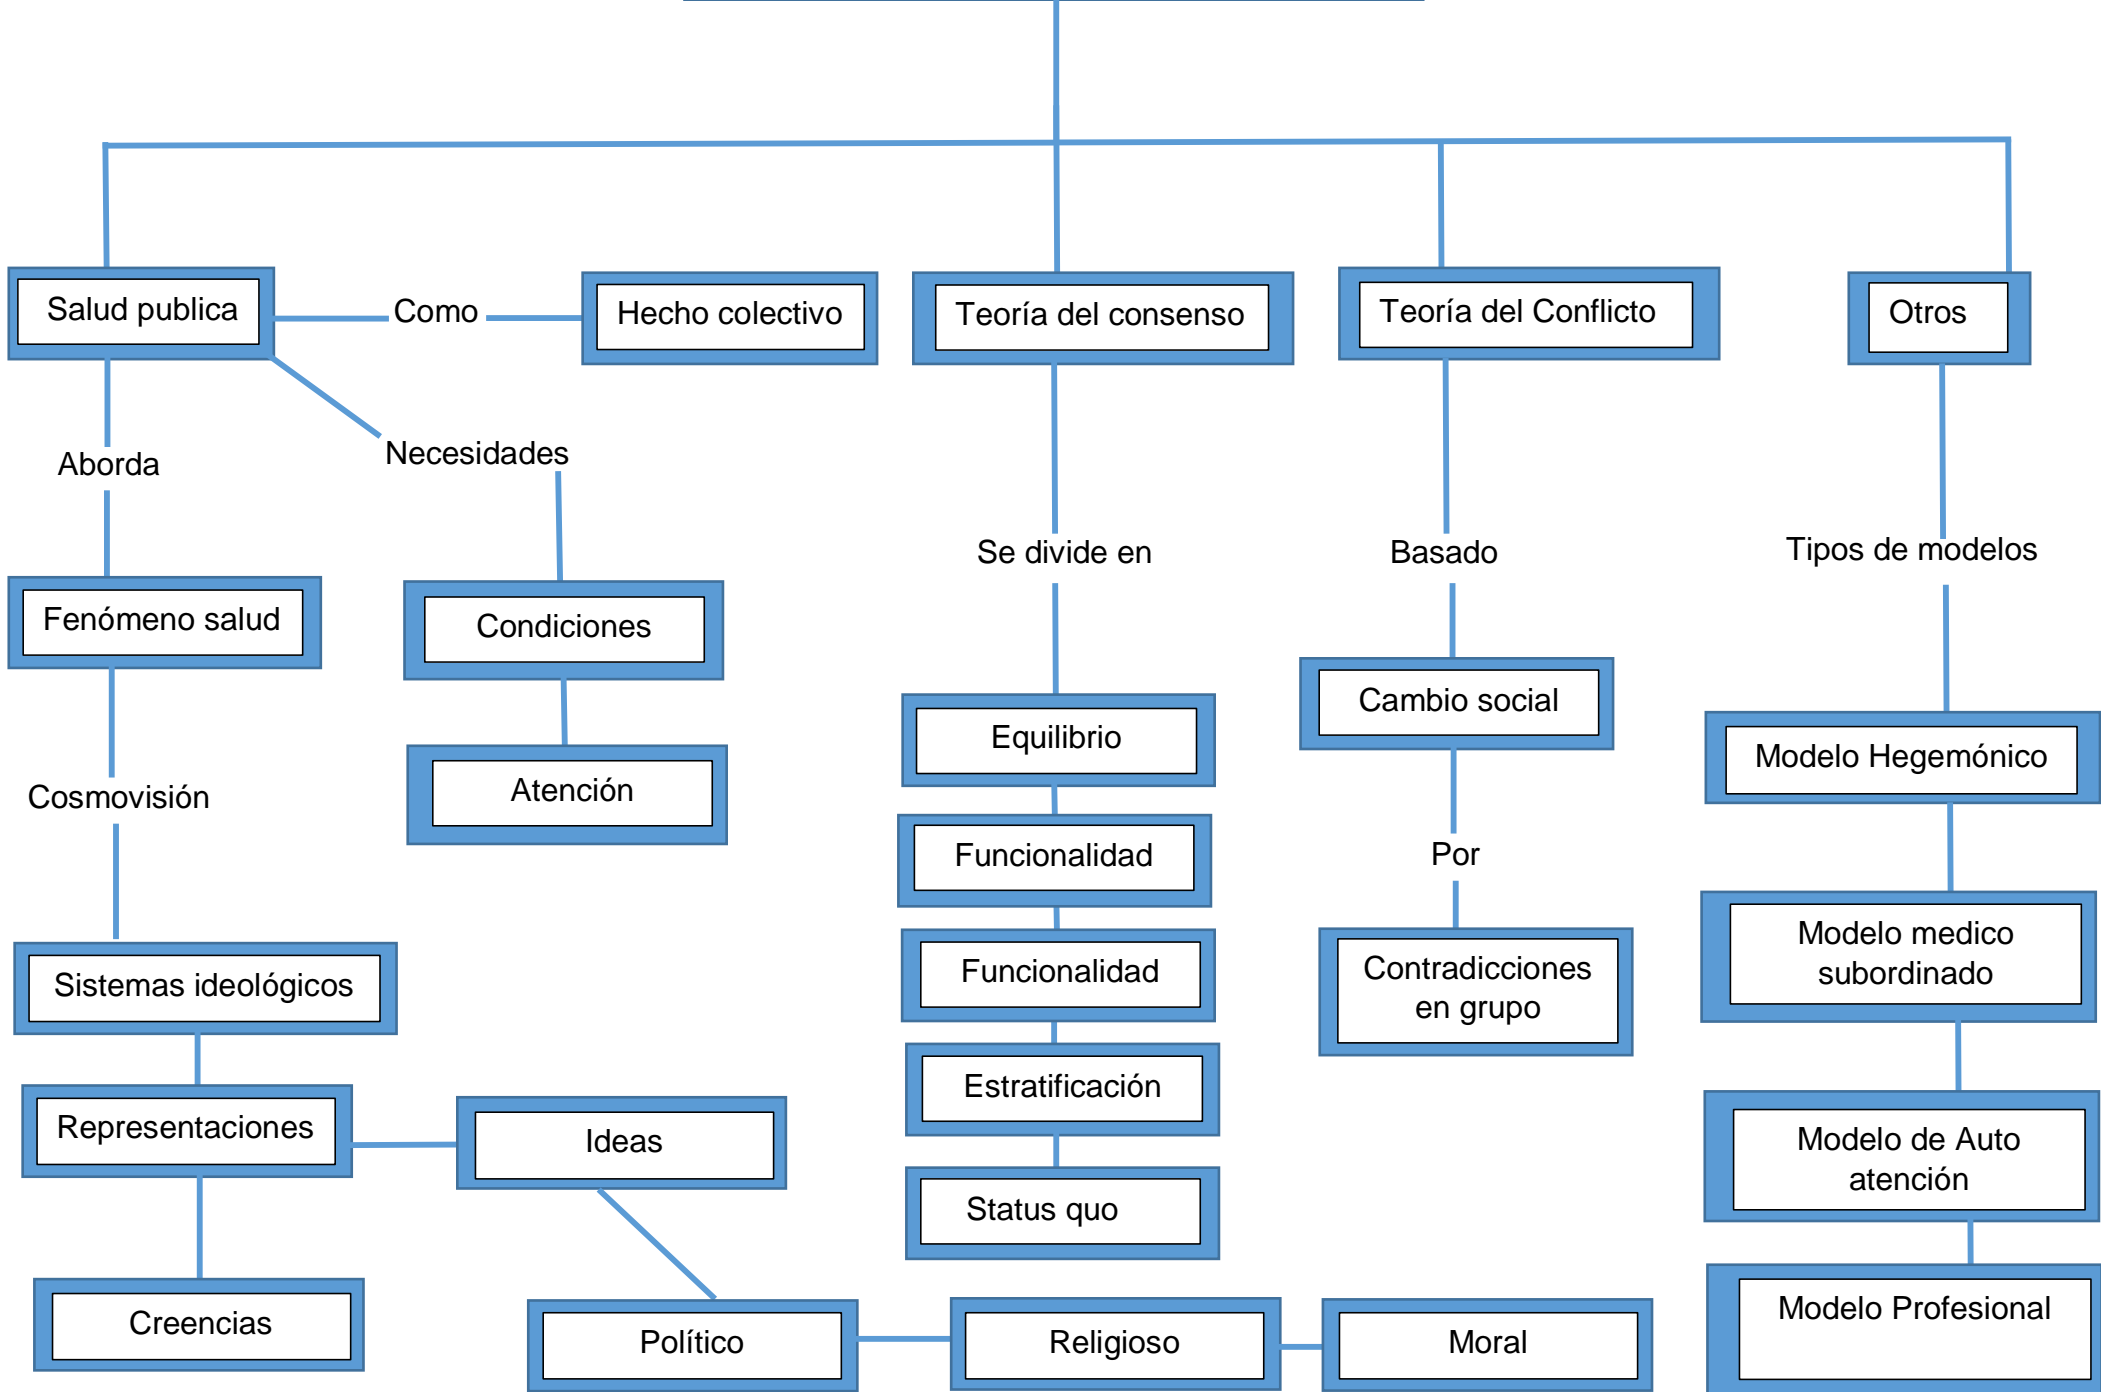 Salud publica
Como
Hecho colectivo
Teoría del consenso
Teoría del Conflicto
Otros
Aborda
Necesidades
Se divide en
Basado
Tipos de modelos
Fenómeno salud
Condiciones
Cambio social
Equilibrio
Modelo Hegemónico
Cosmovisión
Atención
Funcionalidad
Por
Modelo medico
subordinado
Sistemas ideológicos
Funcionalidad
Contradicciones
en grupo
Estratificación
Representaciones
Ideas
Modelo de Auto
atención
Status quo
Creencias
Político
Religioso
Moral
Modelo Profesional